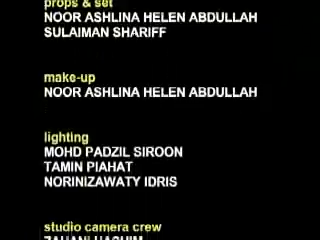 props & set
NOOR ASHLINA HELEN ABDULLAH
SULAIMAN SHARIFF
make-up
NOOR ASHLINA HELEN ABDULLAH
lighting
MOHD PADZIL SIROON
TAMIN PIAHAT
NORINIZAWATY IDRIS
studio camera crew